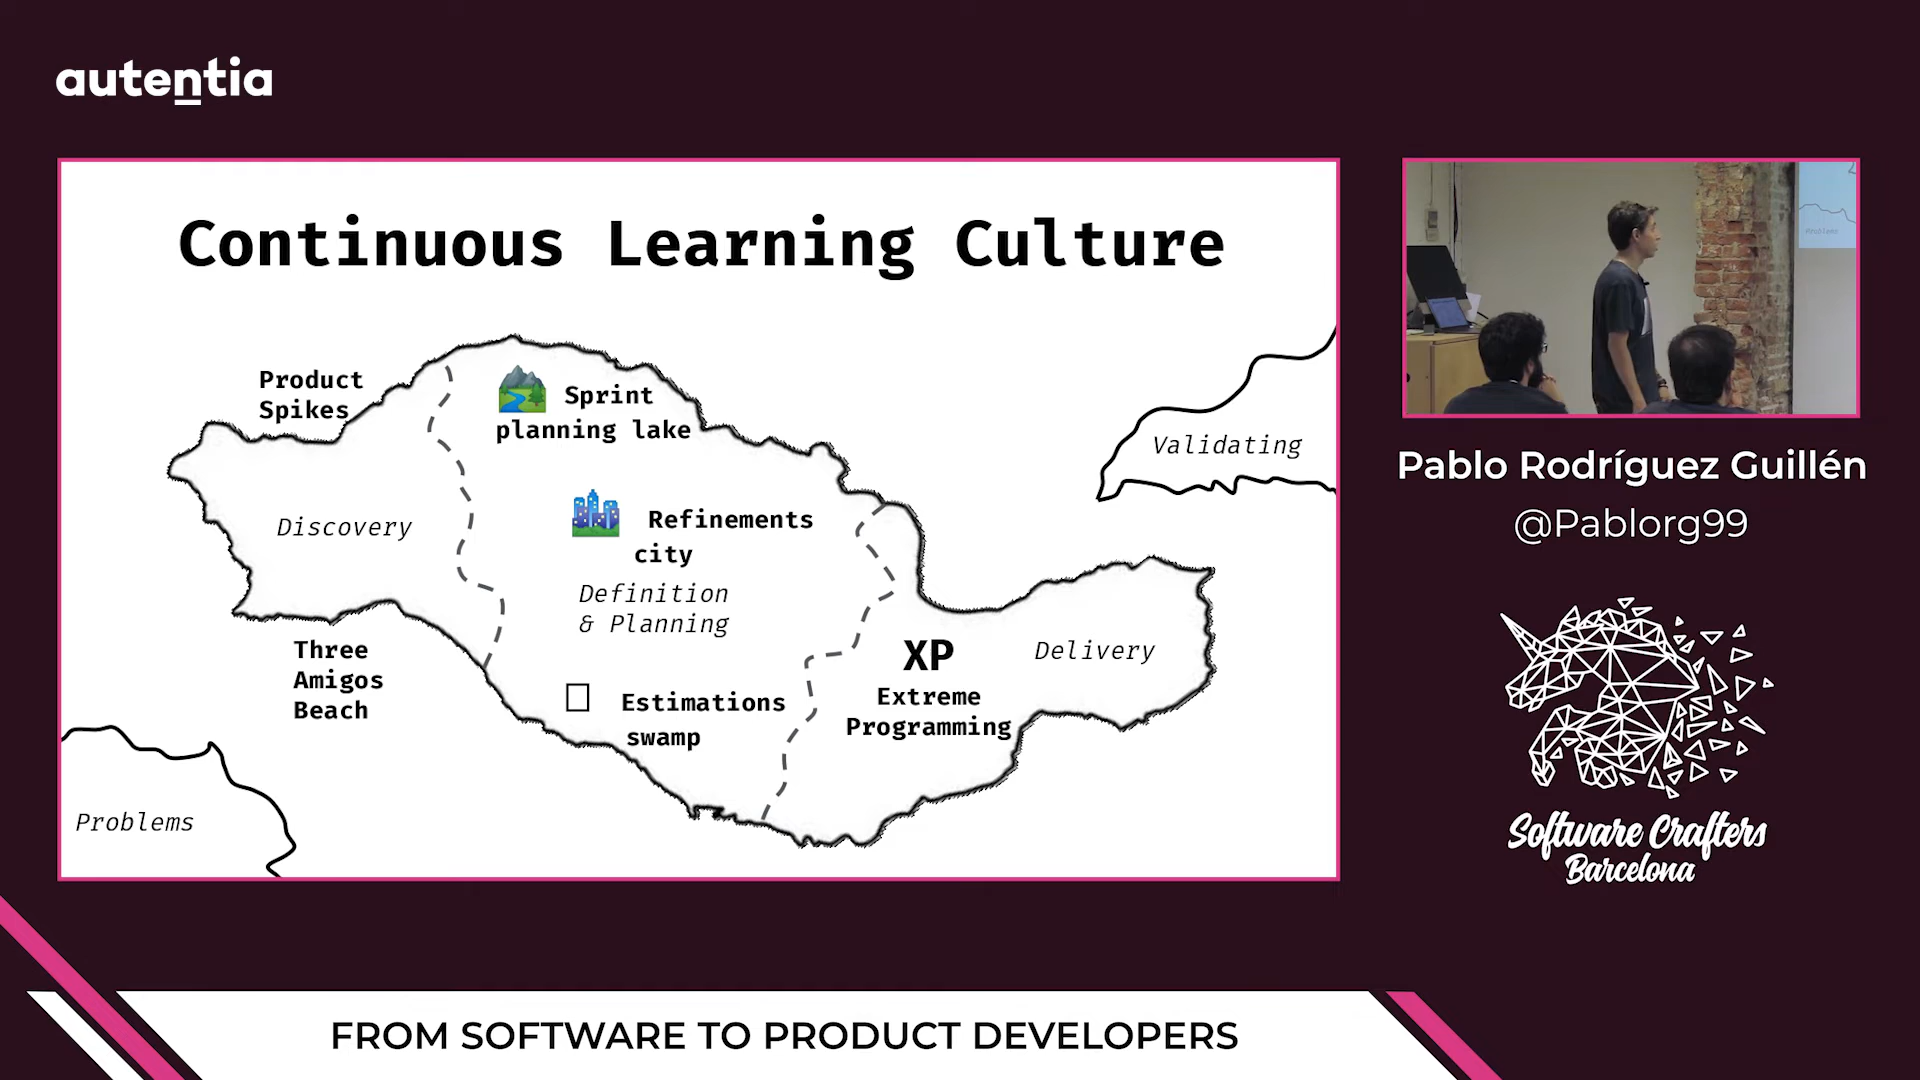 autentia
Continuous Learning Culture
Product
Spikes
Sprint
planning lake
Validating
Refinements
city
Discovery
Definition
& Planning
Three
Amigos
Beach
XP
Extreme
Programming
Delivery
Estimations
swamp
Problems
Problems
Pablo Rodríguez Guillén
@Pablorg99
Software Crafters
Barcelona
FROM SOFTWARE TO PRODUCT DEVELOPERS